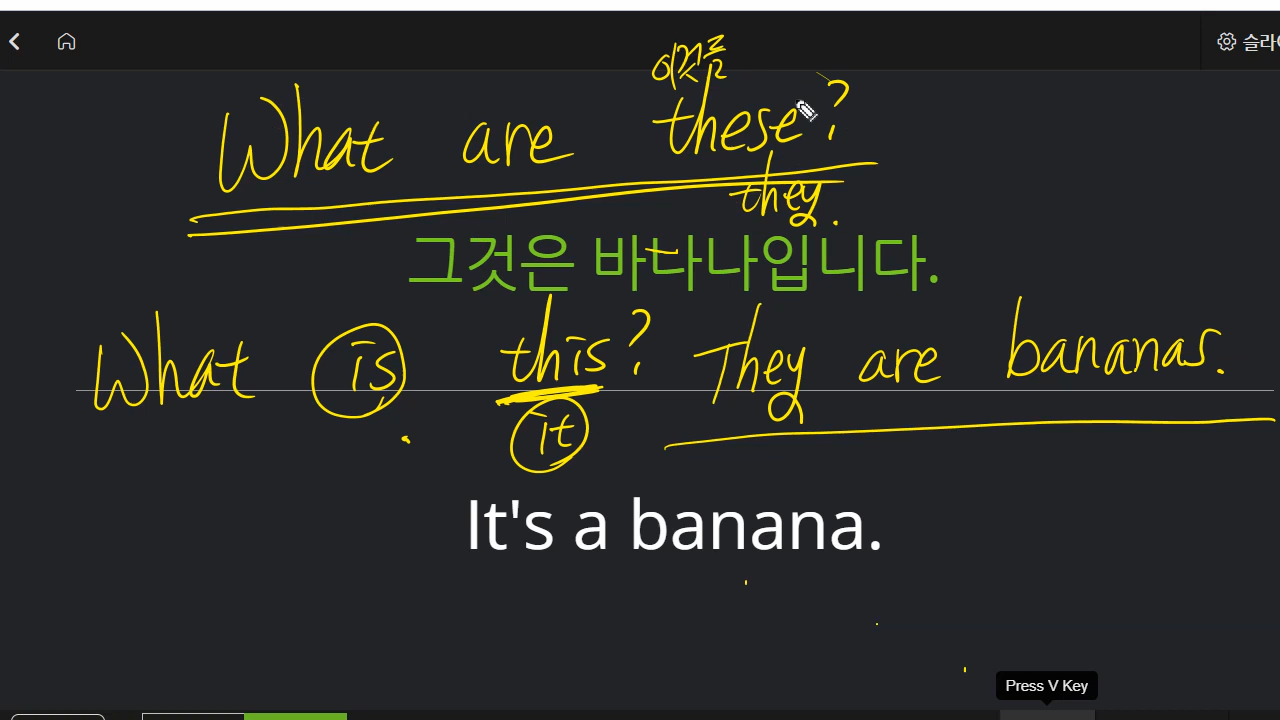 슬라이
이것들
What are these?
they.
그것은 바나나입니다.
What is this? They are bananas.
it
It's a banana.
Press V Key